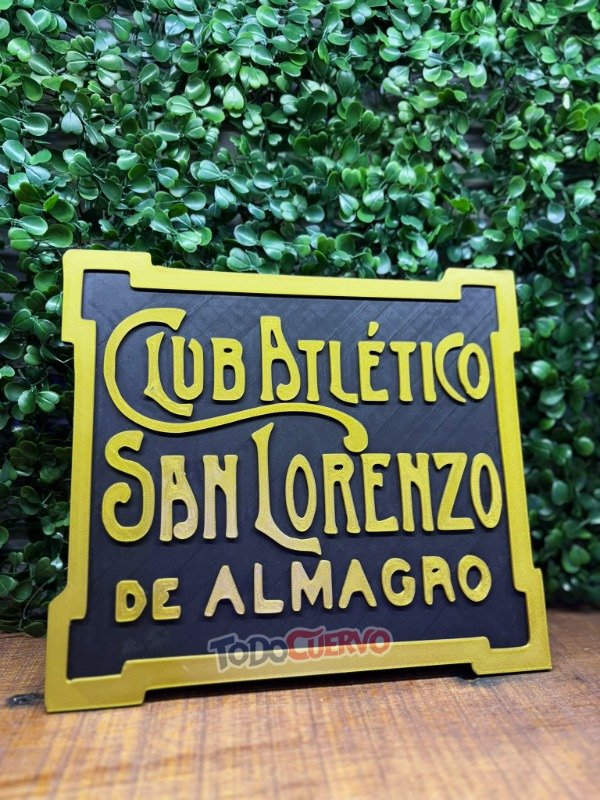 Club Atlético
San Lorenzo
DE ALMAGRO
TODOCUERVO